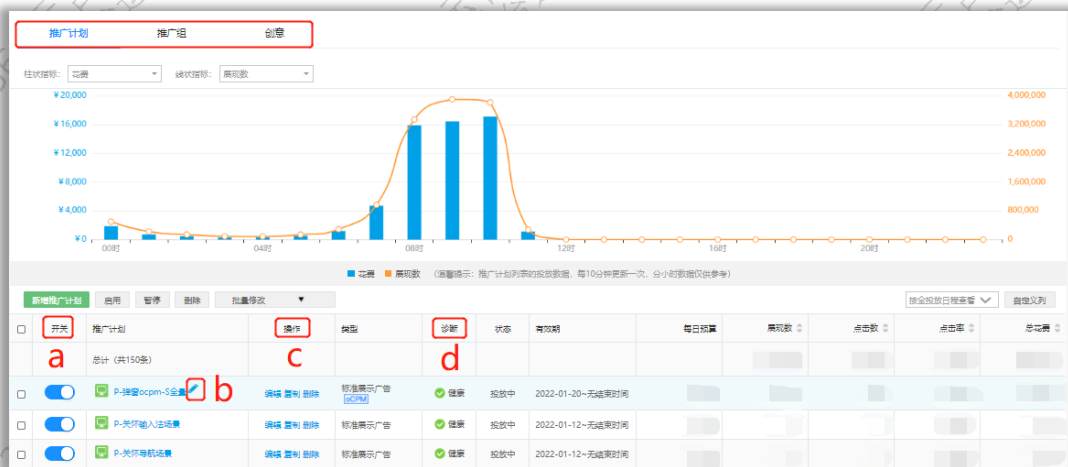 推广计划 推广组 创意
柱状指标: 花费 线状指标: 展现数
¥20,000 4,000,000
¥16,000 3,200,000
¥12,000 2,400,000
¥8,000 1,600,000
¥4,000 800,000
¥0 0
00时 04时 08时 12时 16时 20时
花费 展现数 (温馨提示: 推广计划列表的投放数据, 每10分钟更新一次, 分小时数据仅供参考)
新增推广计划 启用 暂停 删除 批量修改 按全投放日程查看 自定义列
开关 推广计划 操作 类型 诊断 状态 有效期 每日预算 展现数 点击数 点击率 总花费
a c d
总计 (共150条)
P-弹窗ocpm-S全量 b 编辑 复制 删除 标准展示广告 健康 投放中 2022-01-20~无结束时间
oCPM
P-关怀输入法场景 编辑 复制 删除 标准展示广告 健康 投放中 2022-01-12~无结束时间
P-关怀导航场景 编辑 复制 删除 标准展示广告 健康 投放中 2022-01-12~无结束时间